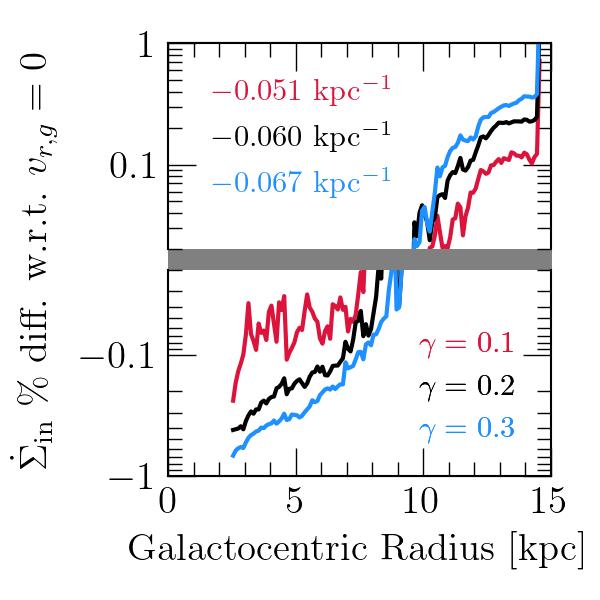 1
0.1
−0.1
−1
Σ̇in % diff. w.r.t. vr,g = 0
−0.051 kpc−1
−0.060 kpc−1
−0.067 kpc−1
γ = 0.1
γ = 0.2
γ = 0.3
0 5 10 15
Galactocentric Radius [kpc]